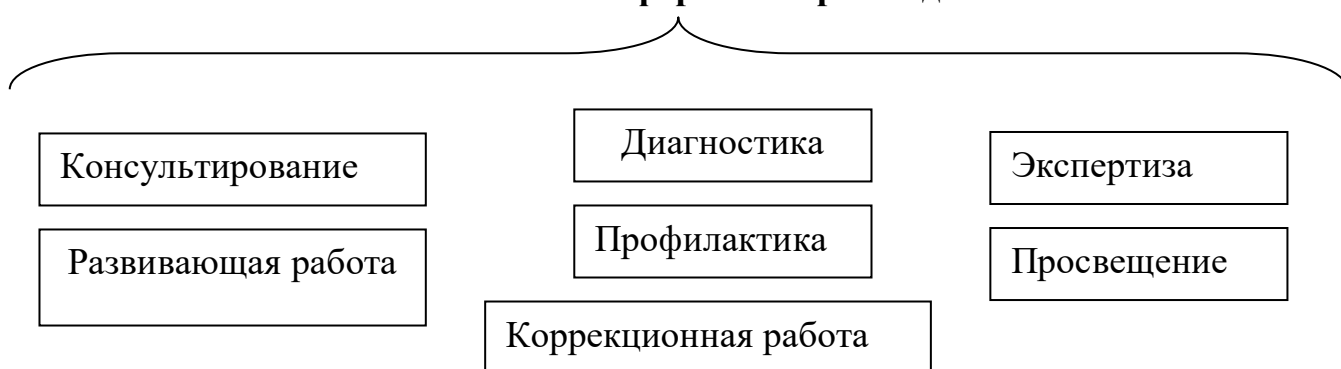 Консультирование
Диагностика
Экспертиза
Развивающая работа
Профилактика
Просвещение
Коррекционная работа